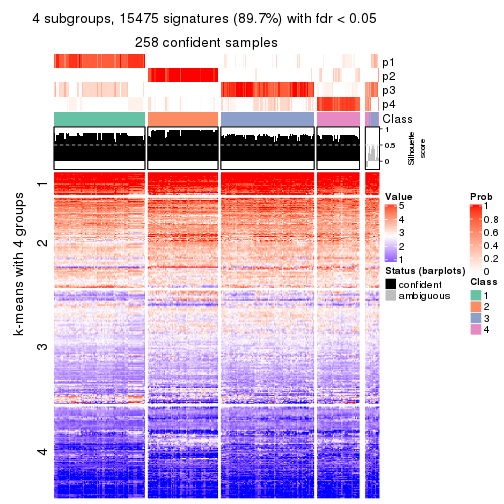 4 subgroups, 15475 signatures (89.7%) with fdr < 0.05
258 confident samples
p1
p2
p3
p4
Class
1
0.5
0
Silhouette
score
k-means with 4 groups
1
2
3
4
Value
5
4
3
2
1
Status (barplots)
confident
ambiguous
Prob
1
0.8
0.6
0.4
0.2
0
Class
1
2
3
4